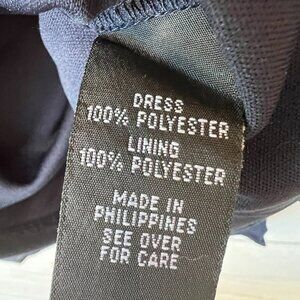 DRESS
100% POLYESTER
LINING
100% POLYESTER
MADE IN
PHILIPPINES
SEE OVER
FOR CARE